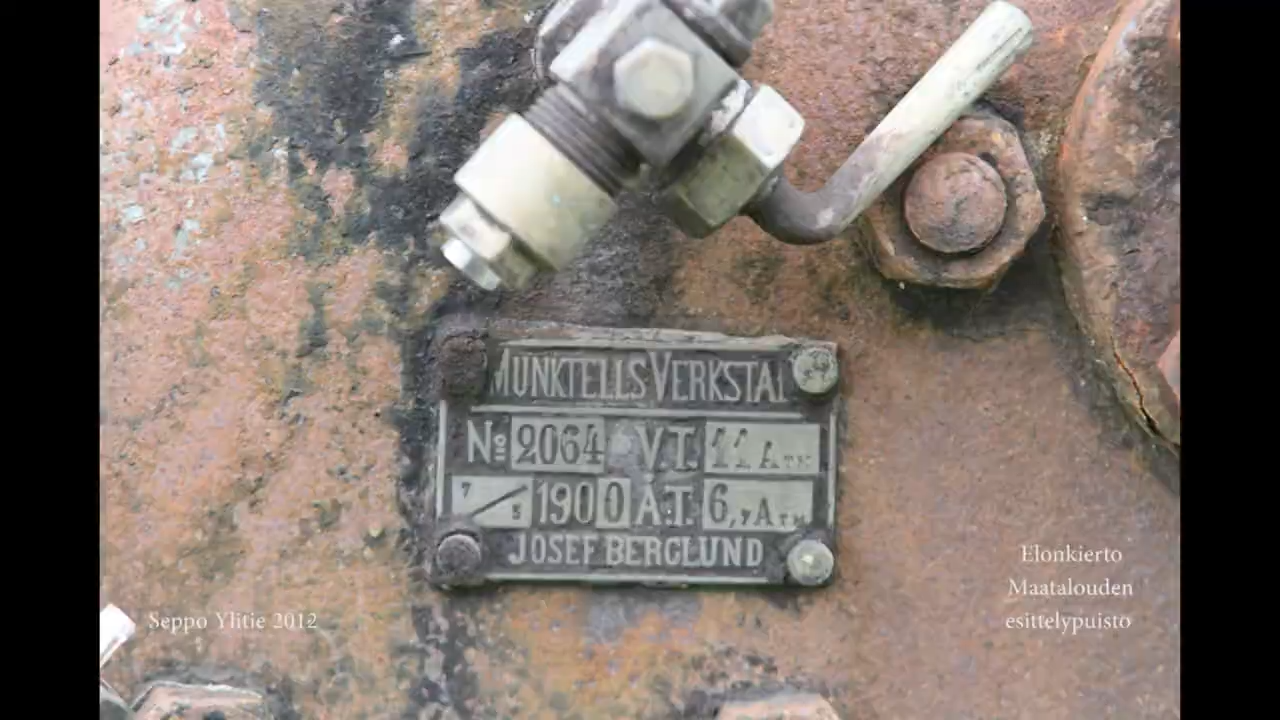 MUNKTELLS VERKSTAD
No 2064 V.T. 11 ATM
7/5 1900 A.T. 6,7 ATM
JOSEF BERGLUND
Seppo Ylitie 2012
Elonkierto
Maatalouden
esittelypuisto